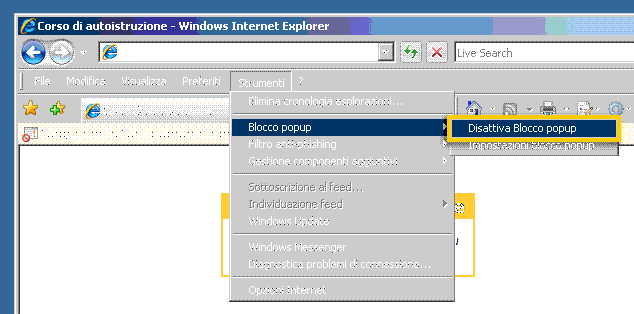 Corso di autoistruzione - Windows Internet Explorer
Live Search
File Modifica Visualizza Preferiti Strumenti ?
Elimina cronologia esplorazioni...
Blocco popup
Disattiva Blocco popup
Filtro anti-phishing
Impostazioni Blocco popup
Gestione componenti aggiuntivi
Sottoscrizione al feed...
Individuazione feed
Windows Update
Windows Messenger
Diagnostica problemi di connessione...
Opzioni Internet